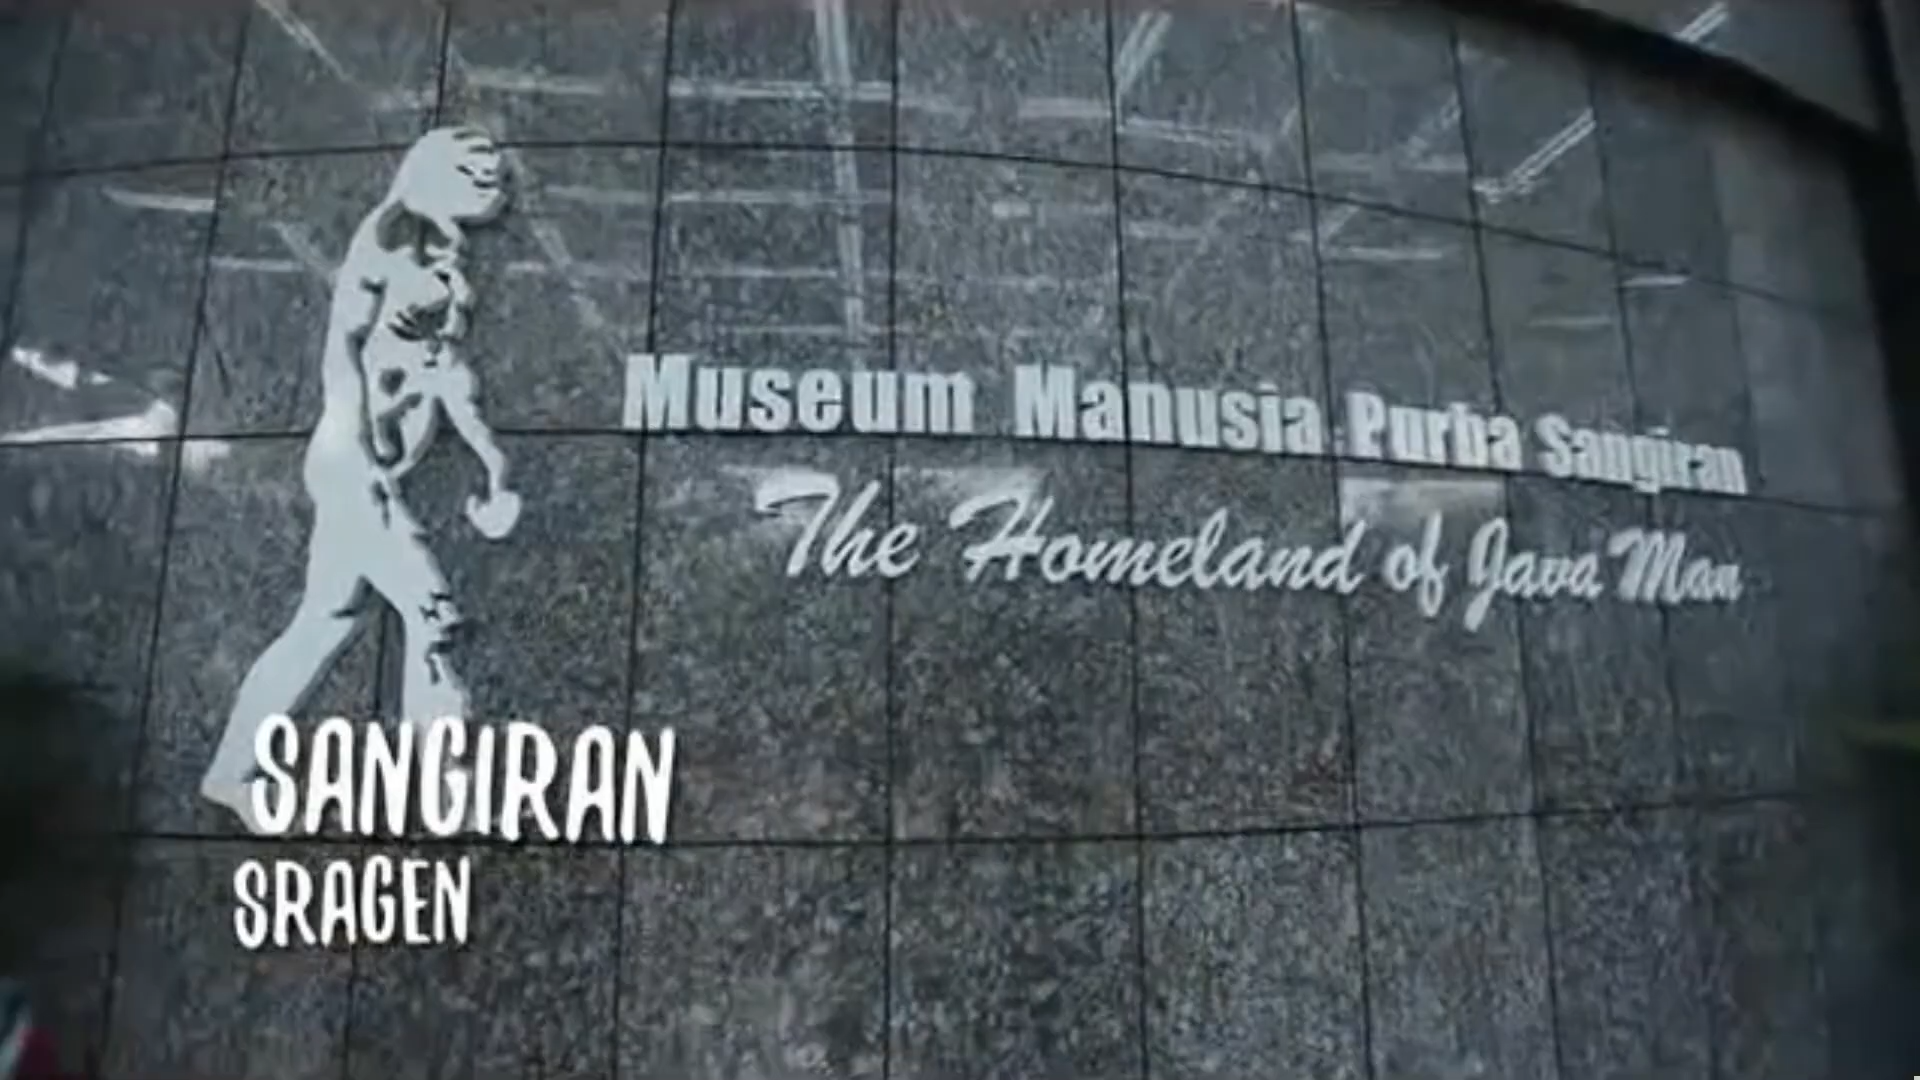 Museum Manusia Purba Sangiran
The Homeland of Java Man
SANGIRAN
SRAGEN